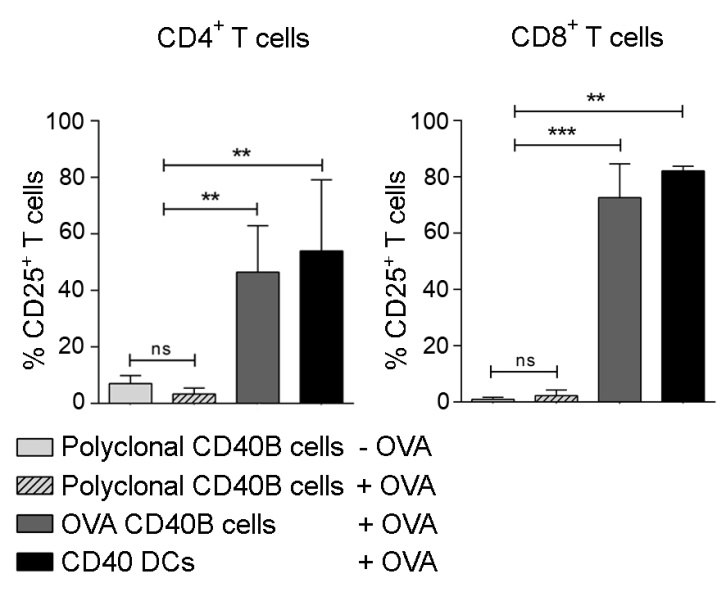 CD4+ T cells
CD8+ T cells
% CD25+ T cells
100
80
60
40
20
0
ns
**
**
% CD25+ T cells
100
80
60
40
20
0
ns
***
**
Polyclonal CD40B cells - OVA
Polyclonal CD40B cells + OVA
OVA CD40B cells + OVA
CD40 DCs + OVA